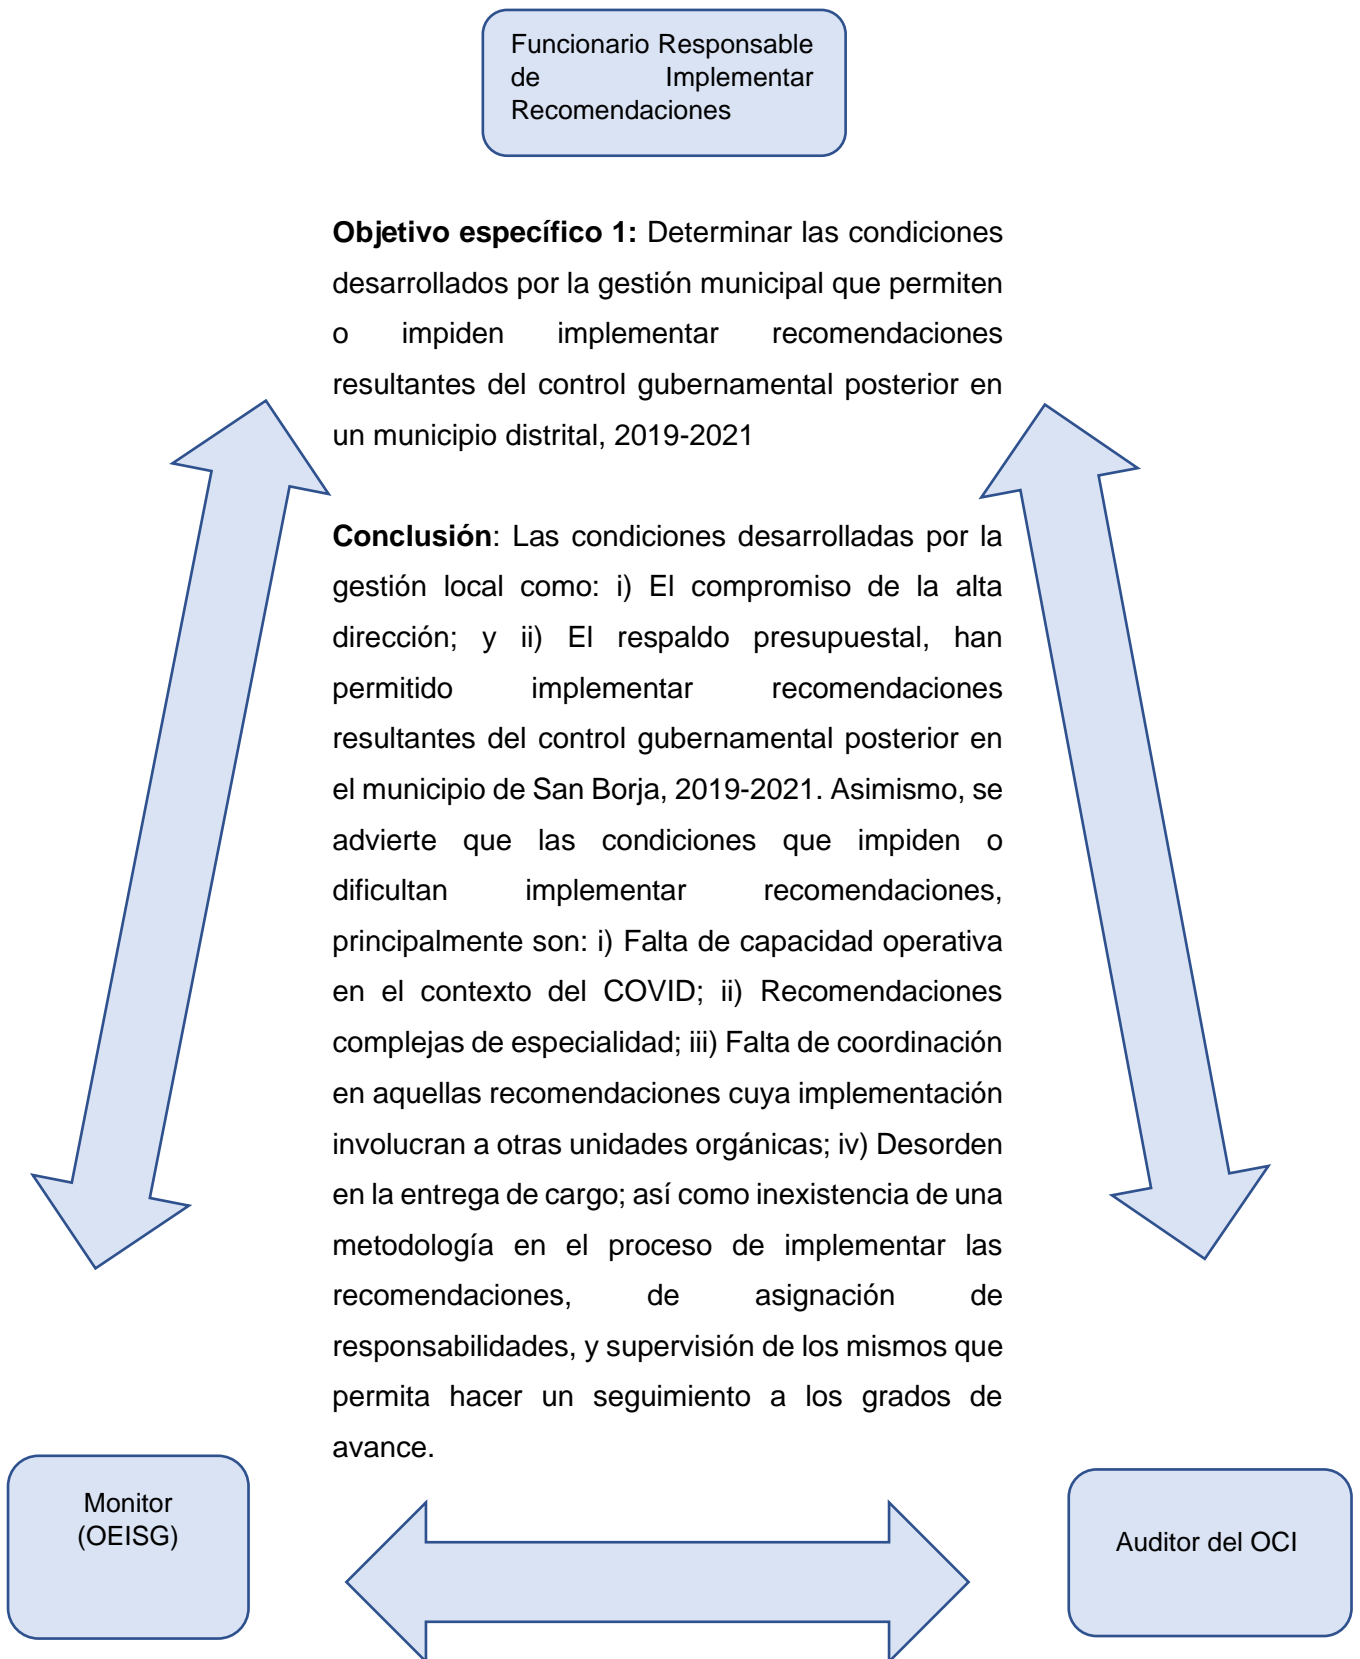 Funcionario Responsable
de Implementar
Recomendaciones
Objetivo específico 1: Determinar las condiciones
desarrollados por la gestión municipal que permiten
o impiden implementar recomendaciones
resultantes del control gubernamental posterior en
un municipio distrital, 2019-2021
Conclusión: Las condiciones desarrolladas por la
gestión local como: i) El compromiso de la alta
dirección; y ii) El respaldo presupuestal, han
permitido implementar recomendaciones
resultantes del control gubernamental posterior en
el municipio de San Borja, 2019-2021. Asimismo, se
advierte que las condiciones que impiden o
dificultan implementar recomendaciones,
principalmente son: i) Falta de capacidad operativa
en el contexto del COVID; ii) Recomendaciones
complejas de especialidad; iii) Falta de coordinación
en aquellas recomendaciones cuya implementación
involucran a otras unidades orgánicas; iv) Desorden
en la entrega de cargo; así como inexistencia de una
metodología en el proceso de implementar las
recomendaciones, de asignación de
responsabilidades, y supervisión de los mismos que
permita hacer un seguimiento a los grados de
avance.
Monitor
(OEISG)
Auditor del OCI